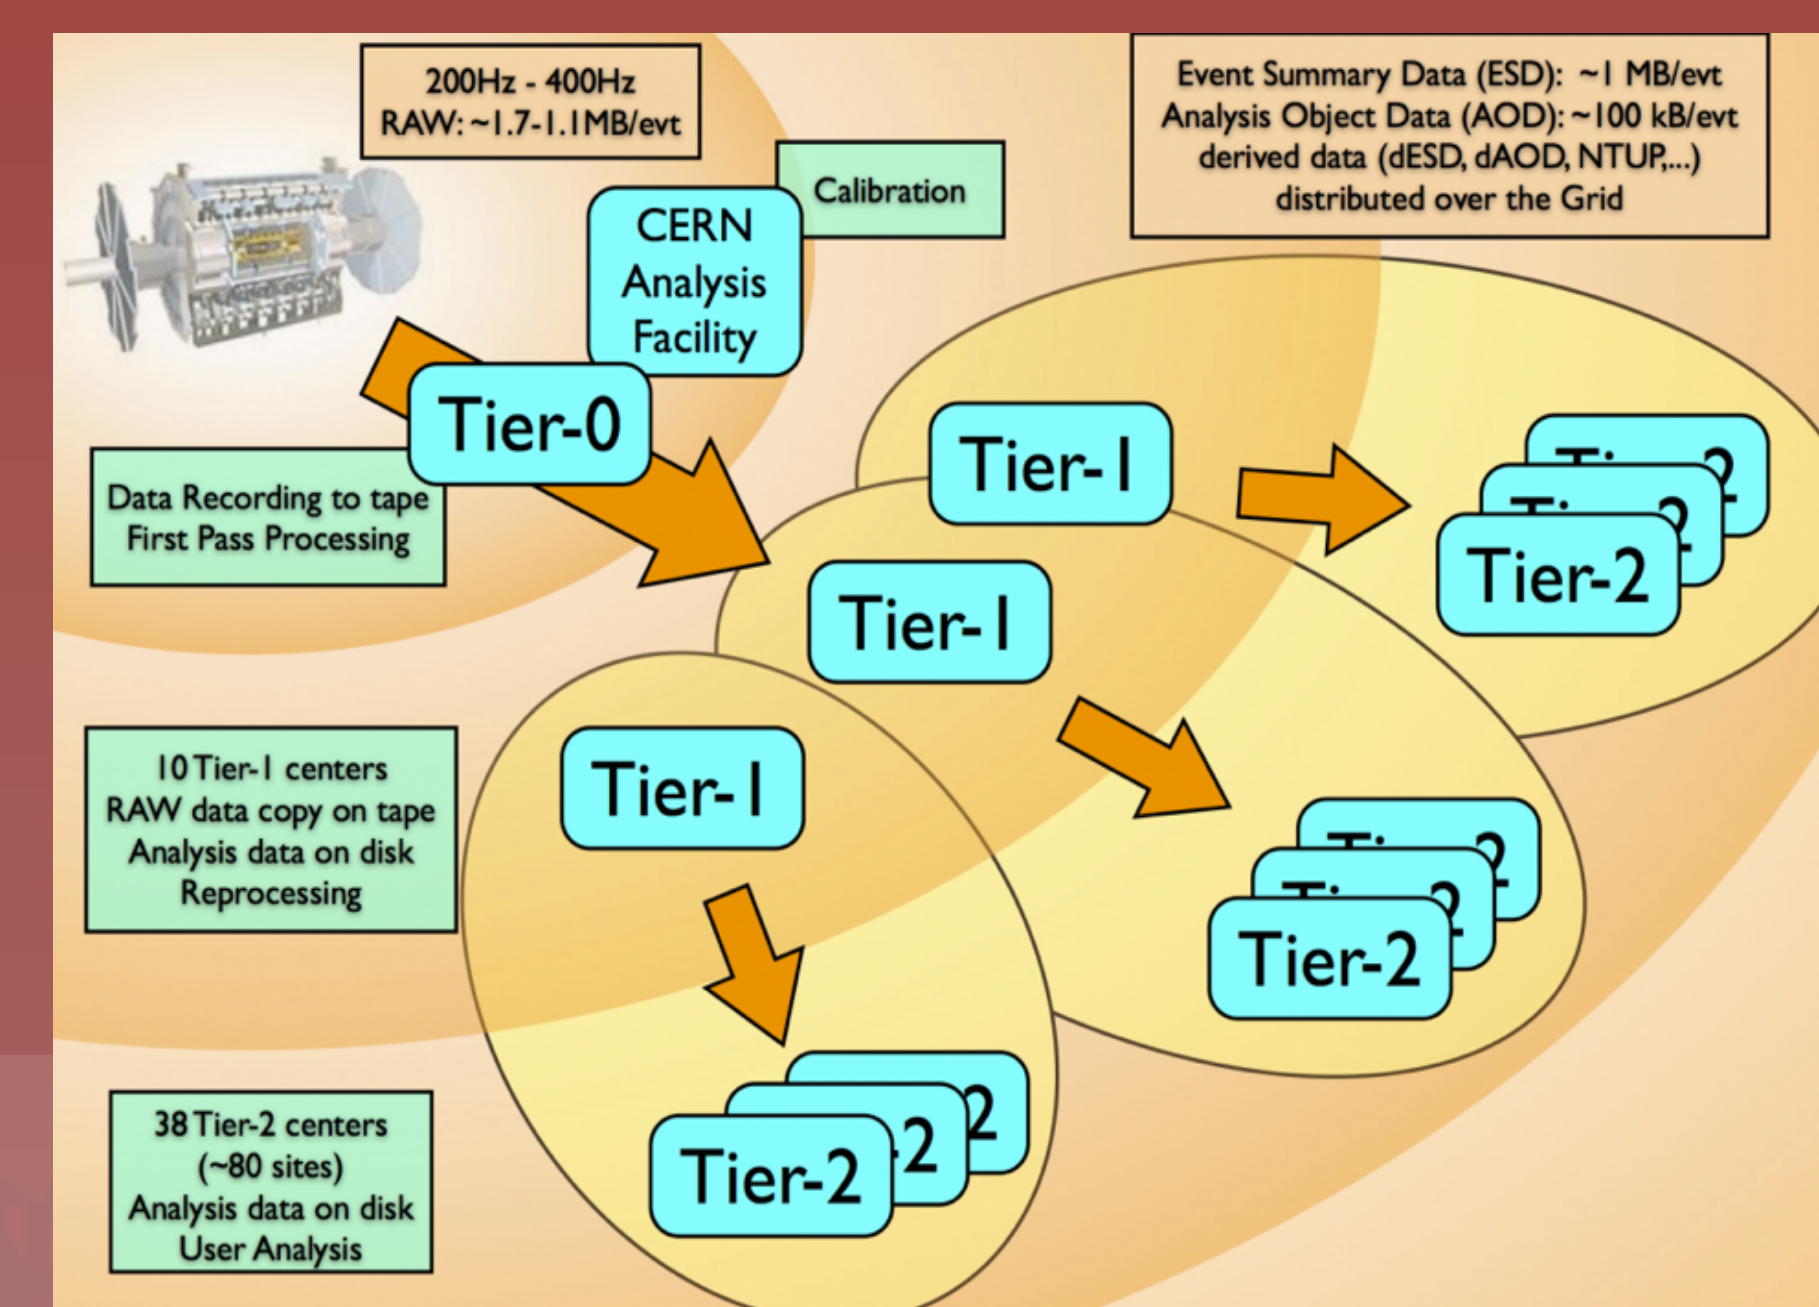 200Hz - 400Hz
RAW: ~1.7-1.1MB/evt
Event Summary Data (ESD): ~1 MB/evt
Analysis Object Data (AOD): ~100 kB/evt
derived data (dESD, dAOD, NTUP,...)
distributed over the Grid
Calibration
CERN
Analysis
Facility
Tier-0
Data Recording to tape
First Pass Processing
Tier-1
Tier-2
Tier-1
Tier-2
Tier-1
Tier-2
10 Tier-1 centers
RAW data copy on tape
Analysis data on disk
Reprocessing
38 Tier-2 centers
(~80 sites)
Analysis data on disk
User Analysis